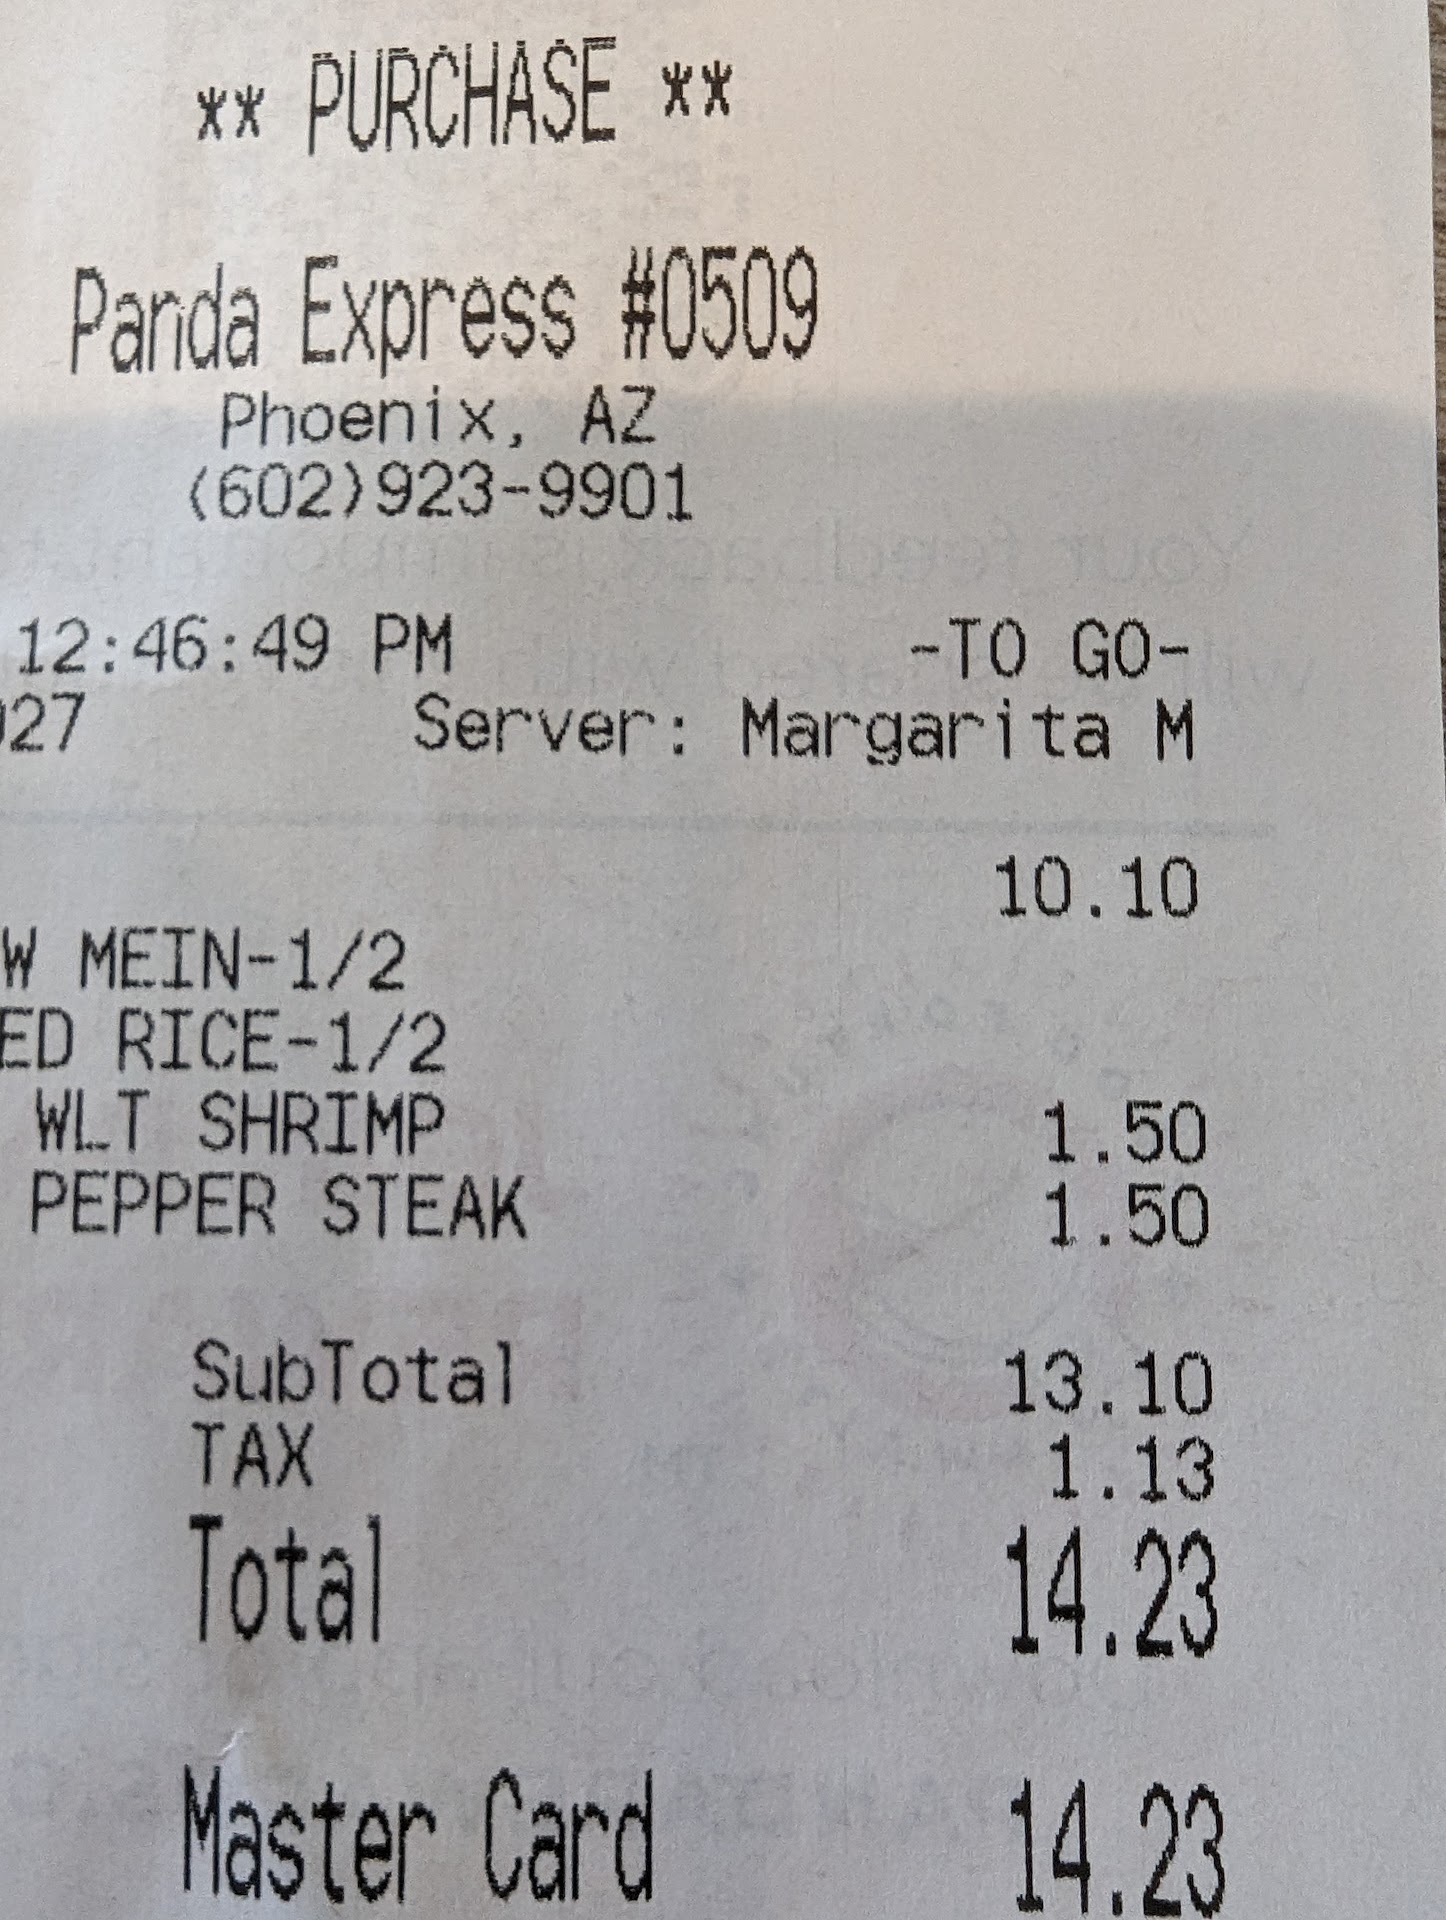 ** PURCHASE **
Panda Express #0509
Phoenix, AZ
(602)923-9901
12:46:49 PM -TO GO-
27 Server: Margarita M
10.10
W MEIN-1/2
ED RICE-1/2
WLT SHRIMP 1.50
PEPPER STEAK 1.50
SubTotal 13.10
TAX 1.13
Total 14.23
Master Card 14.23